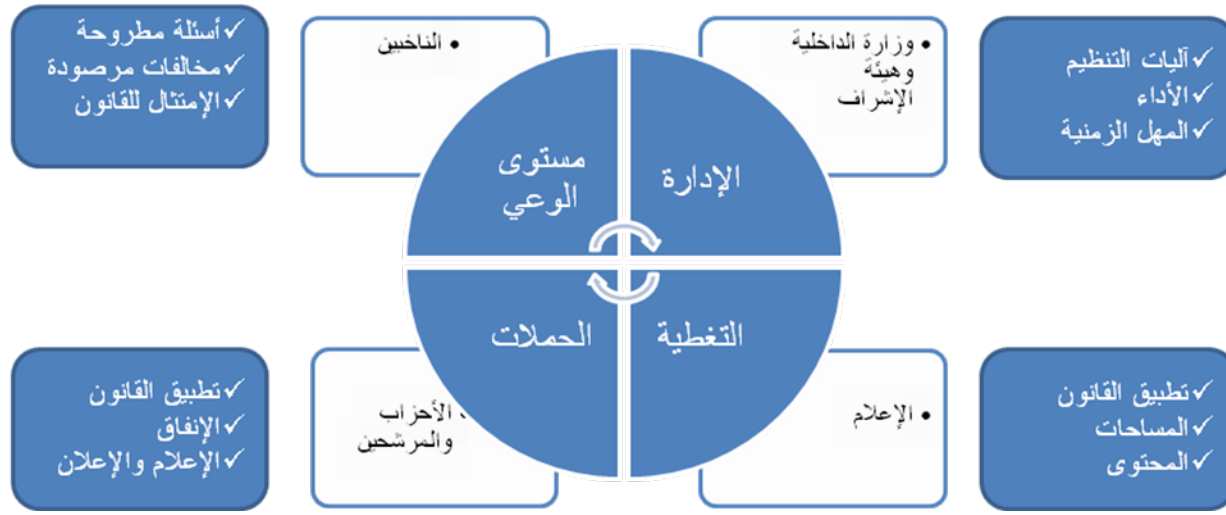 ✓ آليات التنظيم
✓ الأداء
✓ المهل الزمنية
• وزارة الداخلية
وهيئة
الإشراف
الإدارة
• الناخبين
مستوى
الوعي
✓ أسئلة مطروحة
✓ مخالفات مرصودة
✓ الإمتثال للقانون
✓ تطبيق القانون
✓ المساحات
✓ المحتوى
• الإعلام
التغطية
الحملات
• الأحزاب
والمرشحين
✓ تطبيق القانون
✓ الإنفاق
✓ الإعلام والإعلان